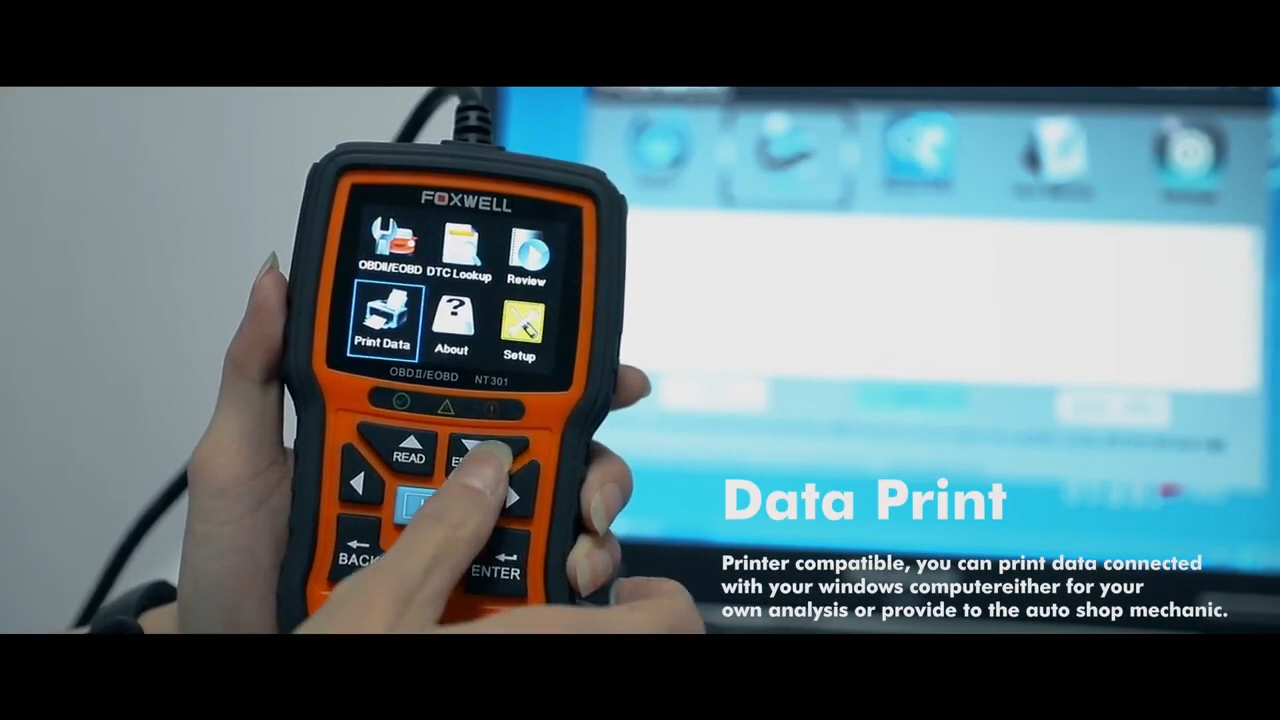 FOXWELL
OBDII/EOBD DTC Lookup Review
Print Data About Setup
OBDII/EOBD NT301
READ
BACK
ENTER
Data Print
Printer compatible, you can print data connected
with your windows computereither for your
own analysis or provide to the auto shop mechanic.